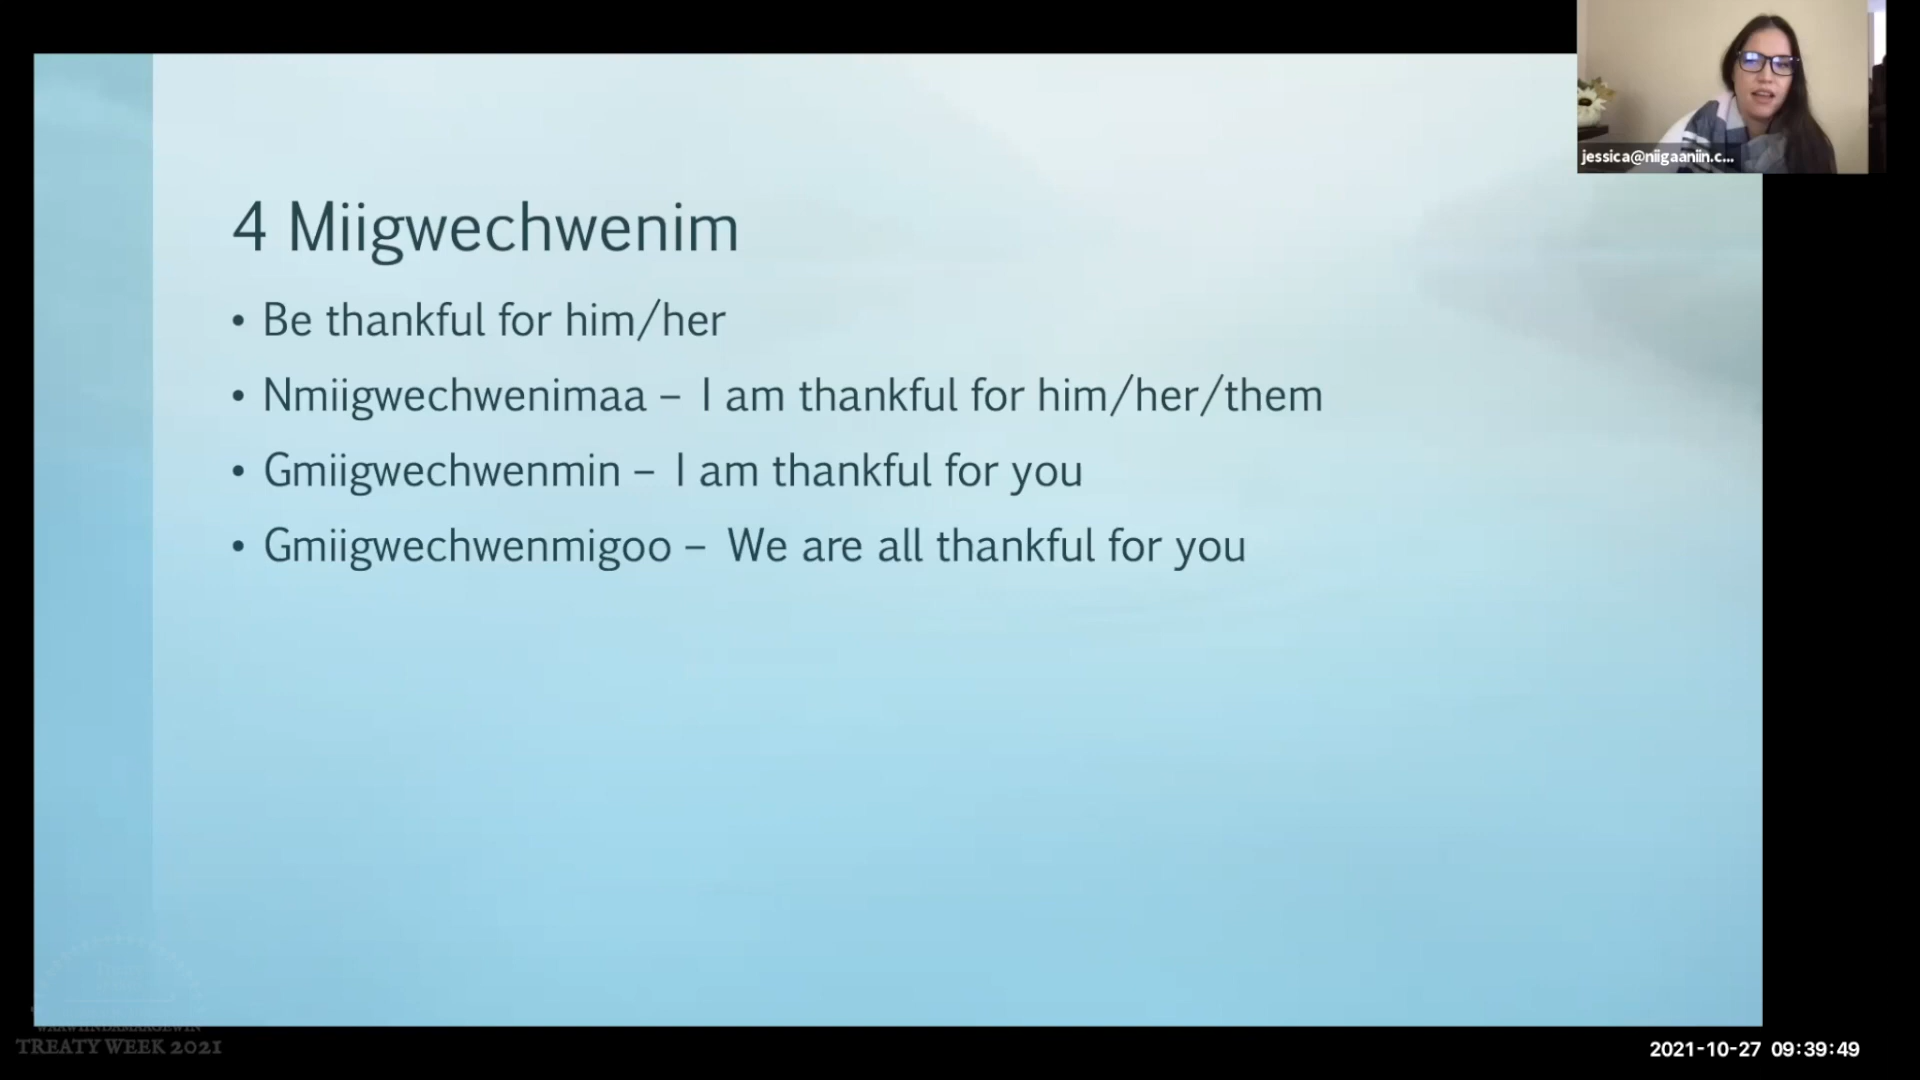 jessica@niigaaniin.c...
4 Miigwechwenim
• Be thankful for him/her
• Nmiigwechwenimaa – I am thankful for him/her/them
• Gmiigwechwenmin – I am thankful for you
• Gmiigwechwenmigoo – We are all thankful for you
WAAWIINDAMAAGEWIN
TREATY WEEK 2021
2021-10-27 09:39:49